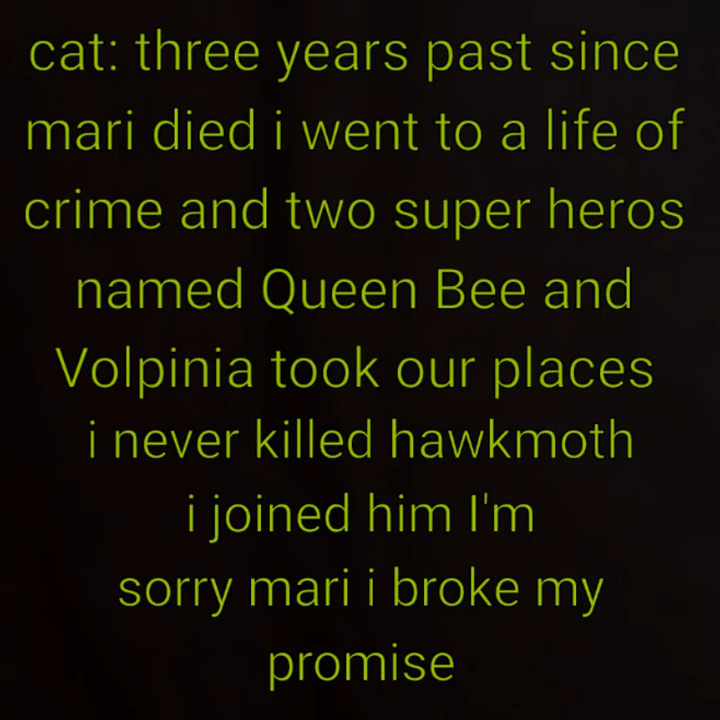 cat: three years past since
mari died i went to a life of
crime and two super heros
named Queen Bee and
Volpinia took our places
i never killed hawkmoth
i joined him I'm
sorry mari i broke my
promise